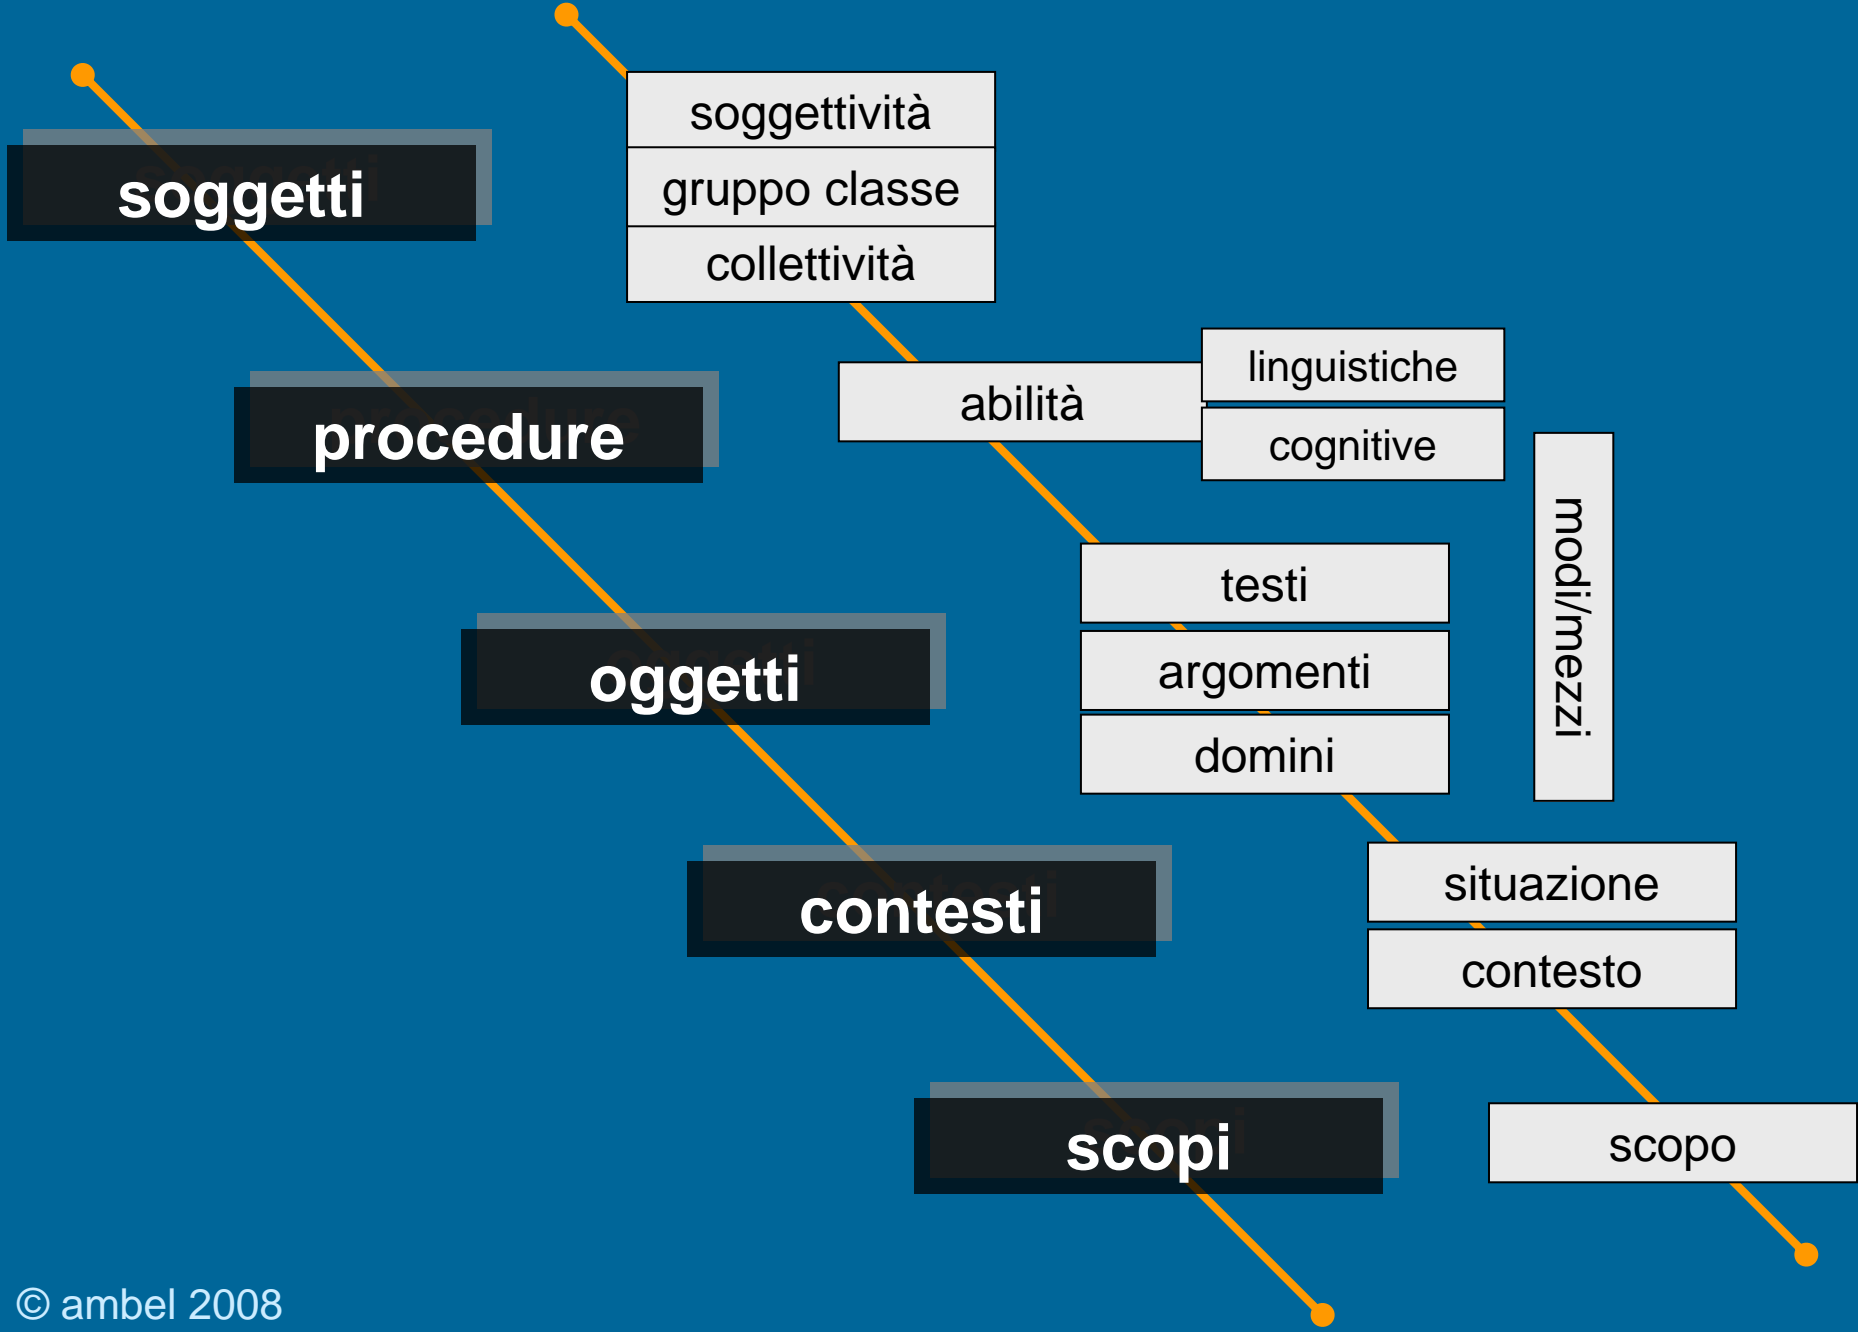 soggetti
soggettività
gruppo classe
collettività
procedure
abilità
linguistiche
cognitive
modi/mezzi
oggetti
testi
argomenti
domini
contesti
situazione
contesto
scopi
scopo
© ambel 2008